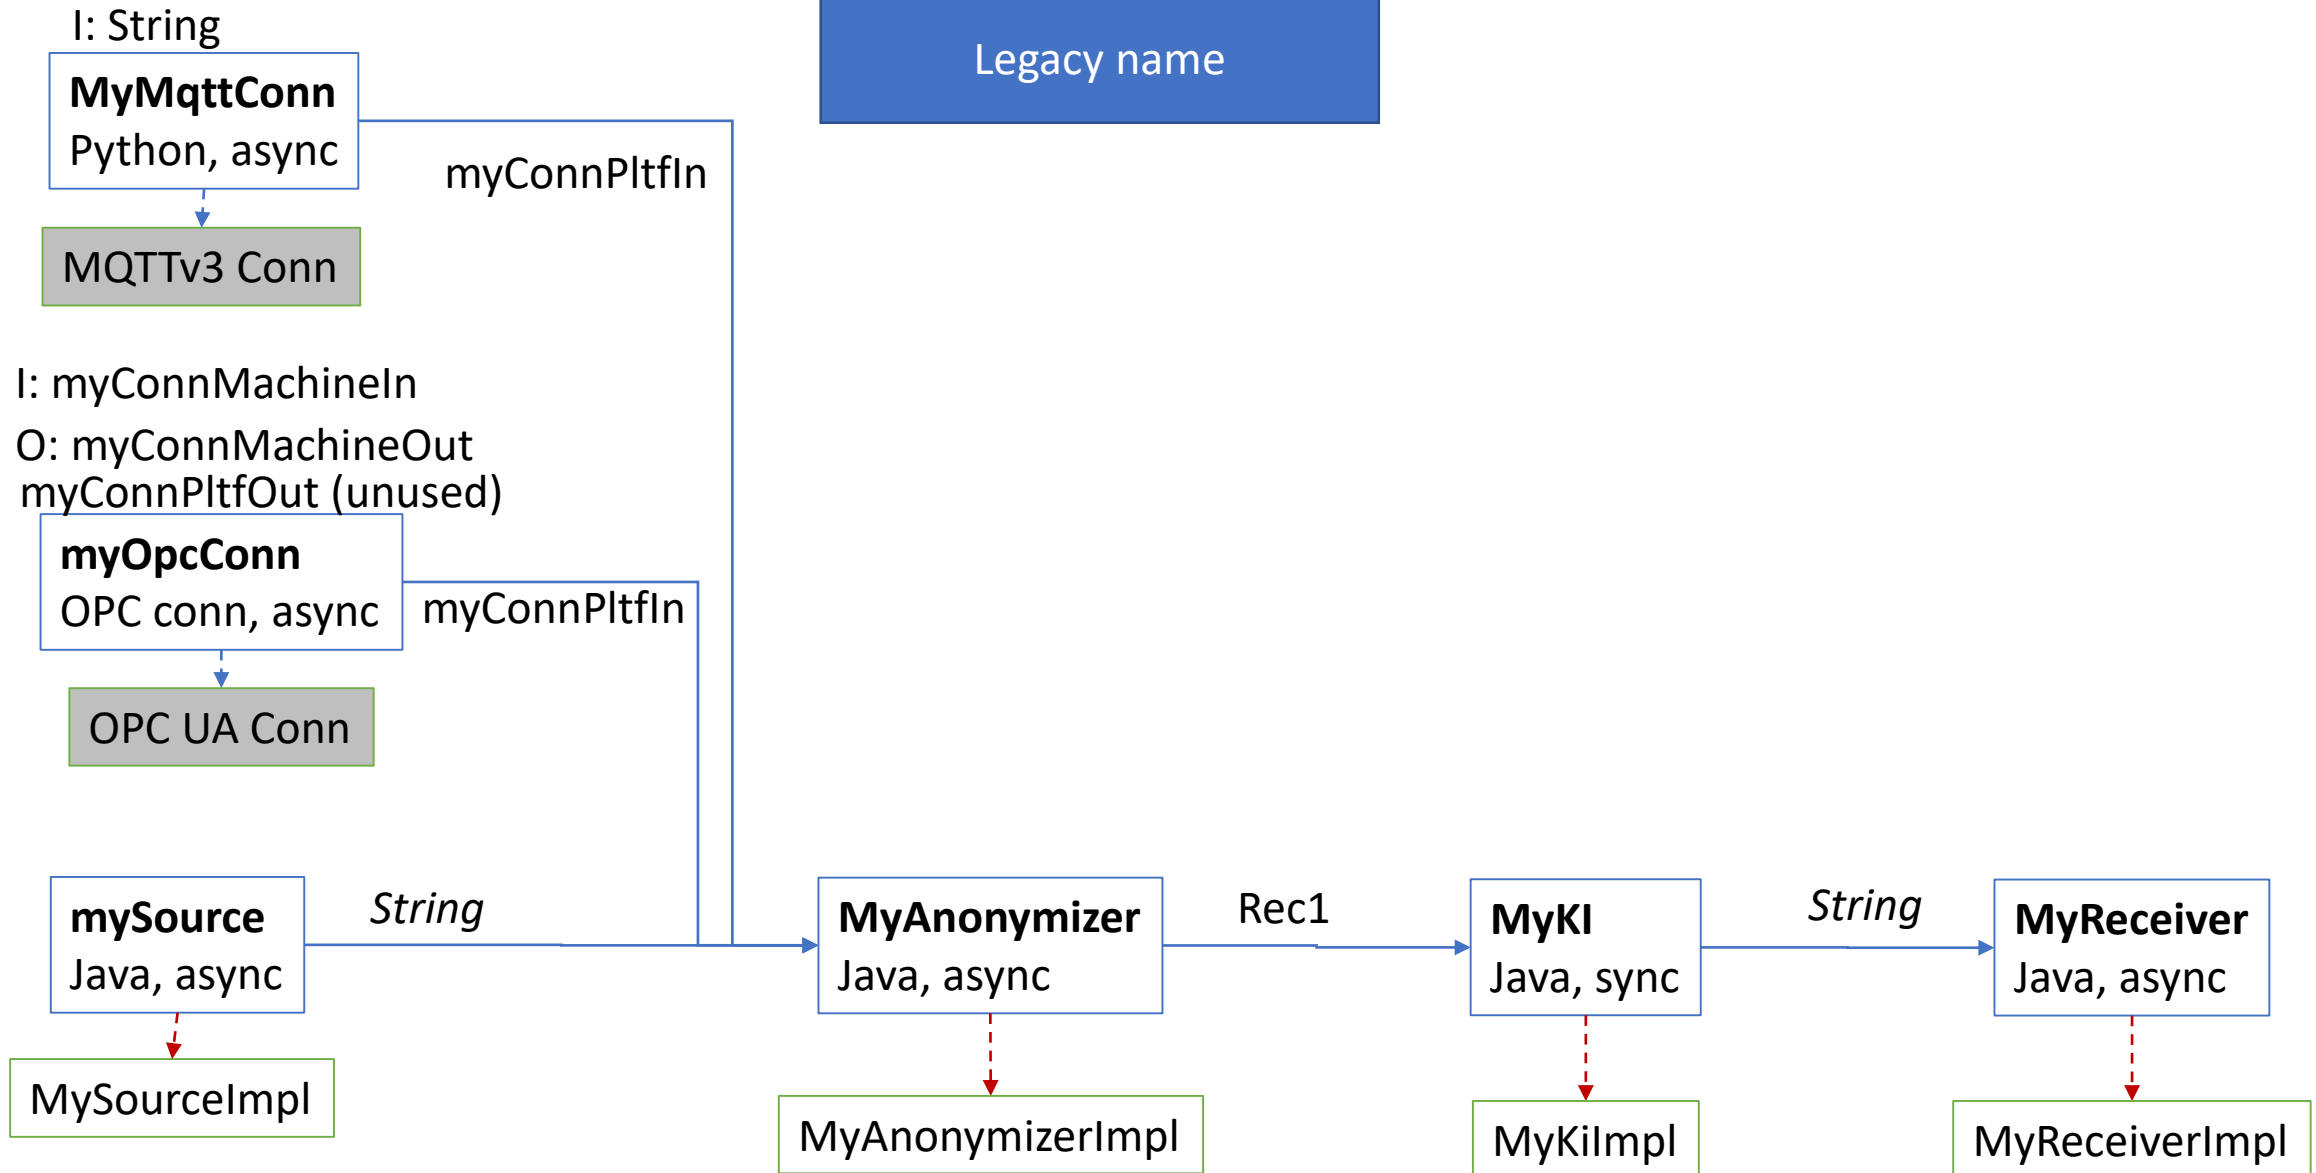 I: String
Legacy name
MyMqttConn
Python, async
myConnPltfIn
MQTTv3 Conn
I: myConnMachineIn
O: myConnMachineOut
myConnPltfOut (unused)
myOpcConn
OPC conn, async
myConnPltfIn
OPC UA Conn
mySource
Java, async
String
MyAnonymizer
Java, async
Rec1
MyKI
Java, sync
String
MyReceiver
Java, async
MySourceImpl
MyAnonymizerImpl
MyKiImpl
MyReceiverImpl